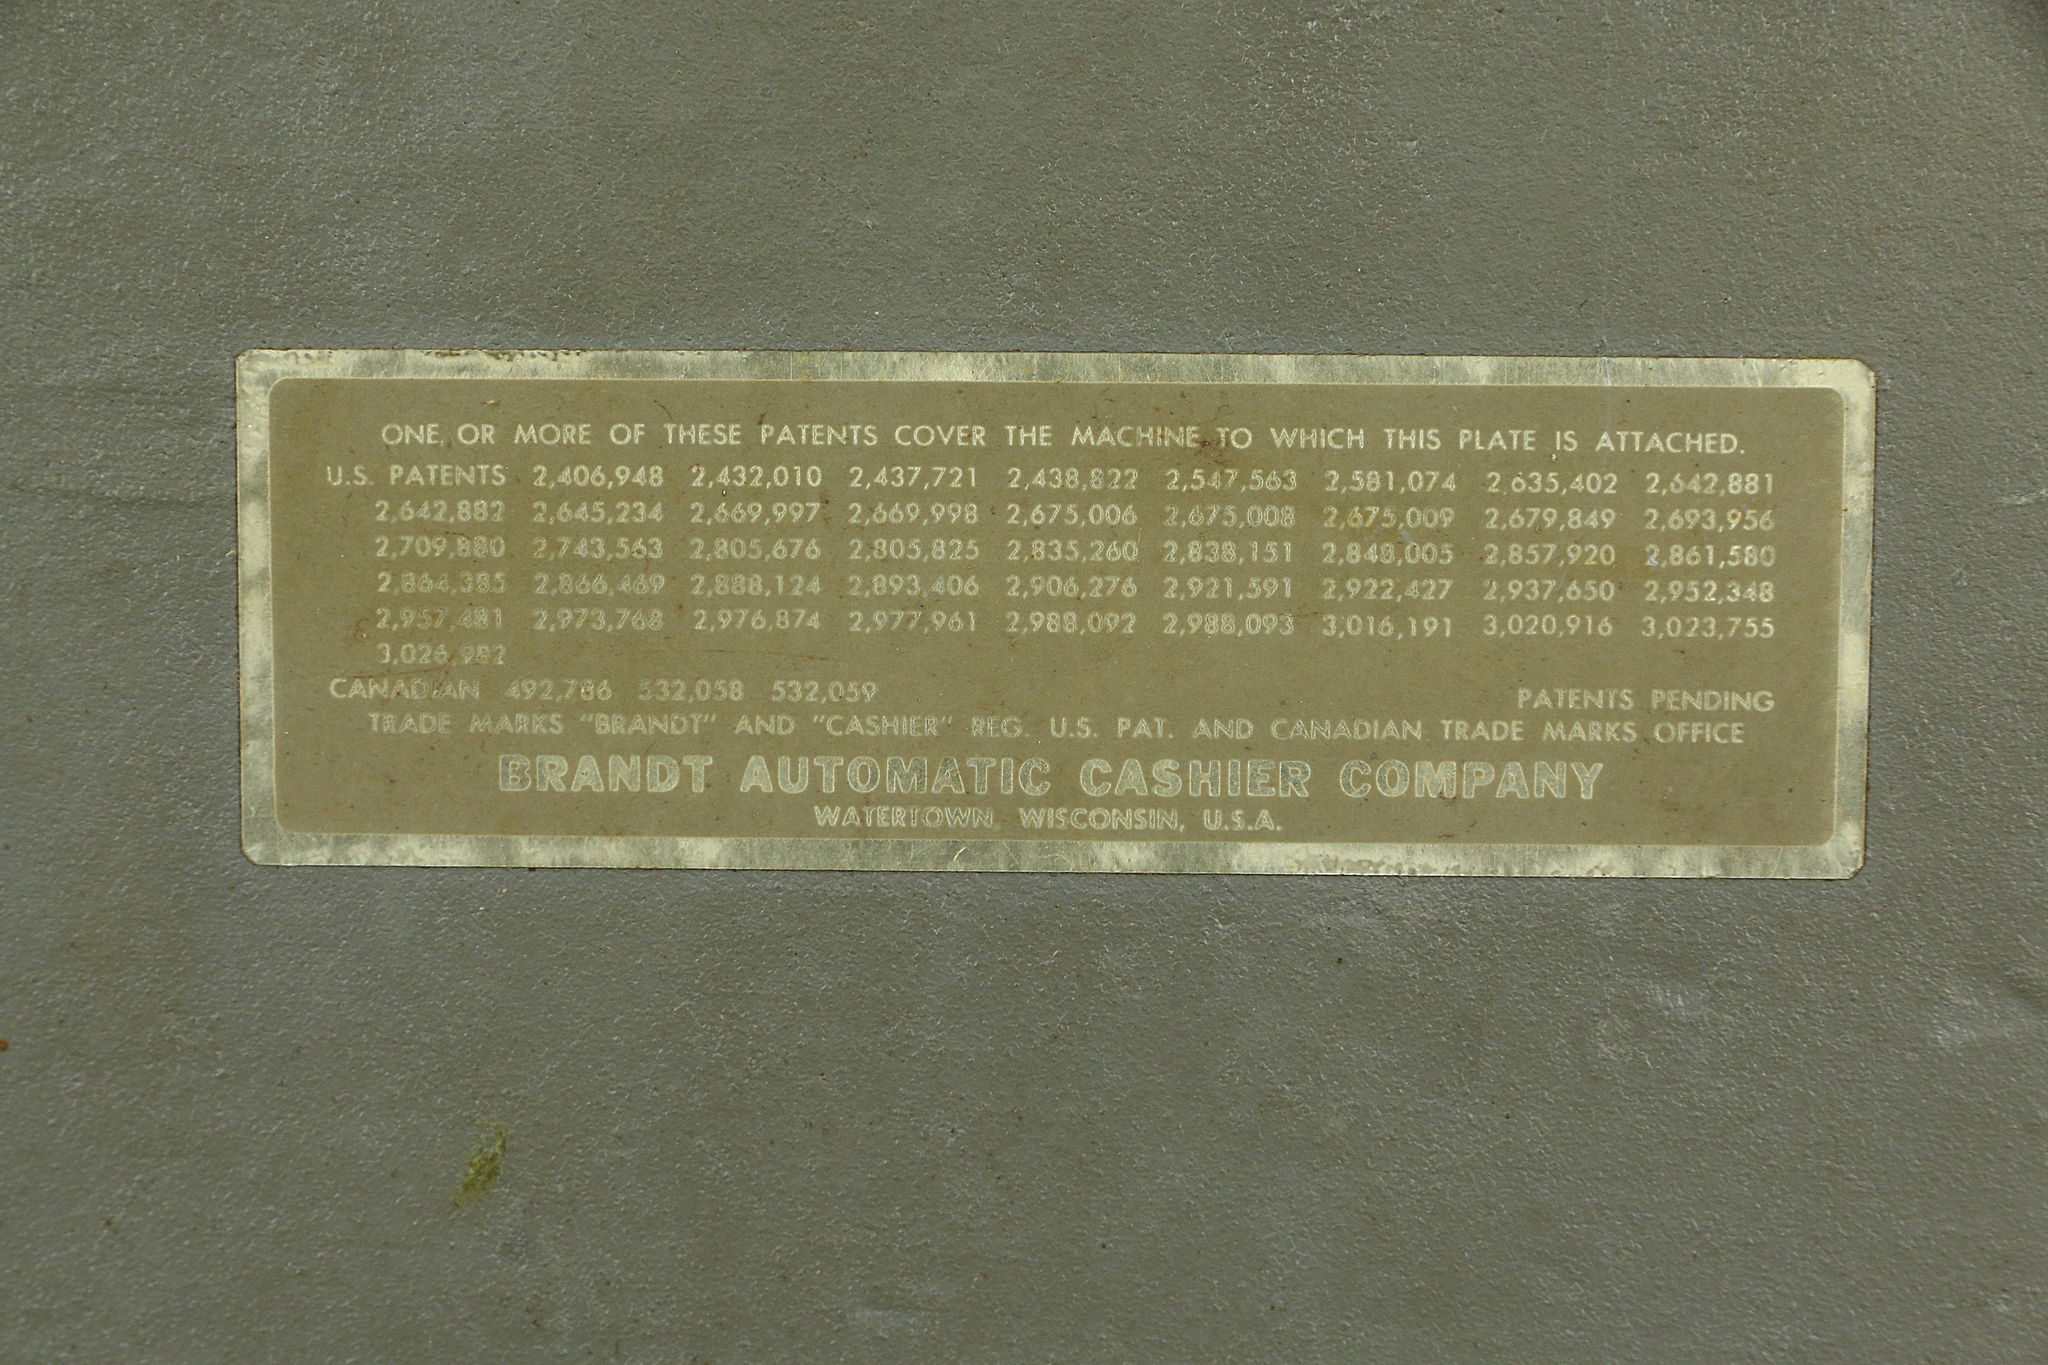 ONE OR MORE OF THESE PATENTS COVER THE MACHINE TO WHICH THIS PLATE IS ATTACHED.
U.S. PATENTS 2,406,948 2,432,010 2,437,721 2,438,822 2,547,563 2,581,074 2,635,402 2,642,881
2,642,882 2,645,234 2,669,997 2,669,998 2,675,006 2,675,008 2,675,009 2,679,849 2,693,956
2,709,880 2,743,563 2,805,676 2,805,825 2,835,260 2,838,151 2,848,005 2,857,920 2,861,580
2,864,385 2,866,469 2,888,124 2,893,406 2,906,276 2,921,591 2,922,427 2,937,650 2,952,348
2,957,481 2,973,768 2,976,874 2,977,961 2,988,092 2,988,093 3,016,191 3,020,916 3,023,755
3,026,982
CANADIAN 492,786 532,058 532,059 PATENTS PENDING
TRADE MARKS "BRANDT" AND "CASHIER" REG. U.S. PAT. AND CANADIAN TRADE MARKS OFFICE
BRANDT AUTOMATIC CASHIER COMPANY
WATERTOWN, WISCONSIN, U.S.A.